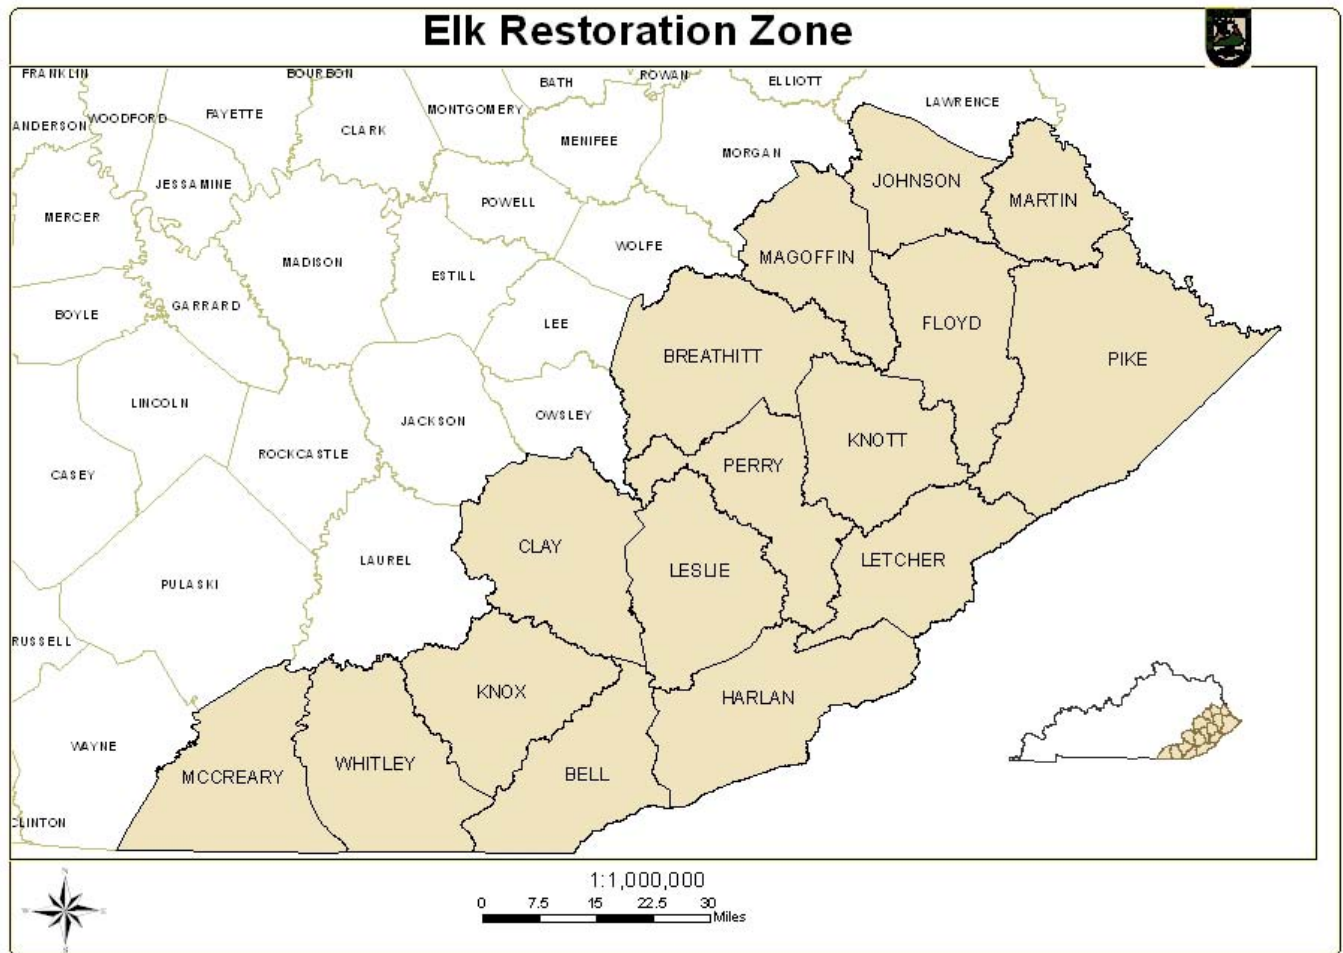 Elk Restoration Zone
FRANKLIN
BOURBON
BATH
ROWAN
ELLIOTT
LAWRENCE
ANDERSON
WOODFORD
FAYETTE
CLARK
MONTGOMERY
MENIFEE
MORGAN
JOHNSON
MARTIN
JESSAMINE
MERCER
POWELL
WOLFE
MAGOFFIN
MADISON
ESTILL
GARRARD
BOYLE
LEE
FLOYD
BREATHITT
PIKE
LINCOLN
JACKSON
OWSLEY
KNOTT
ROCKCASTLE
PERRY
CASEY
CLAY
LAUREL
LESLIE
LETCHER
PULASKI
RUSSELL
KNOX
HARLAN
WAYNE
WHITLEY
MCCREARY
BELL
CLINTON
N
W
E
S
1:1,000,000
0 7.5 15 22.5 30
Miles